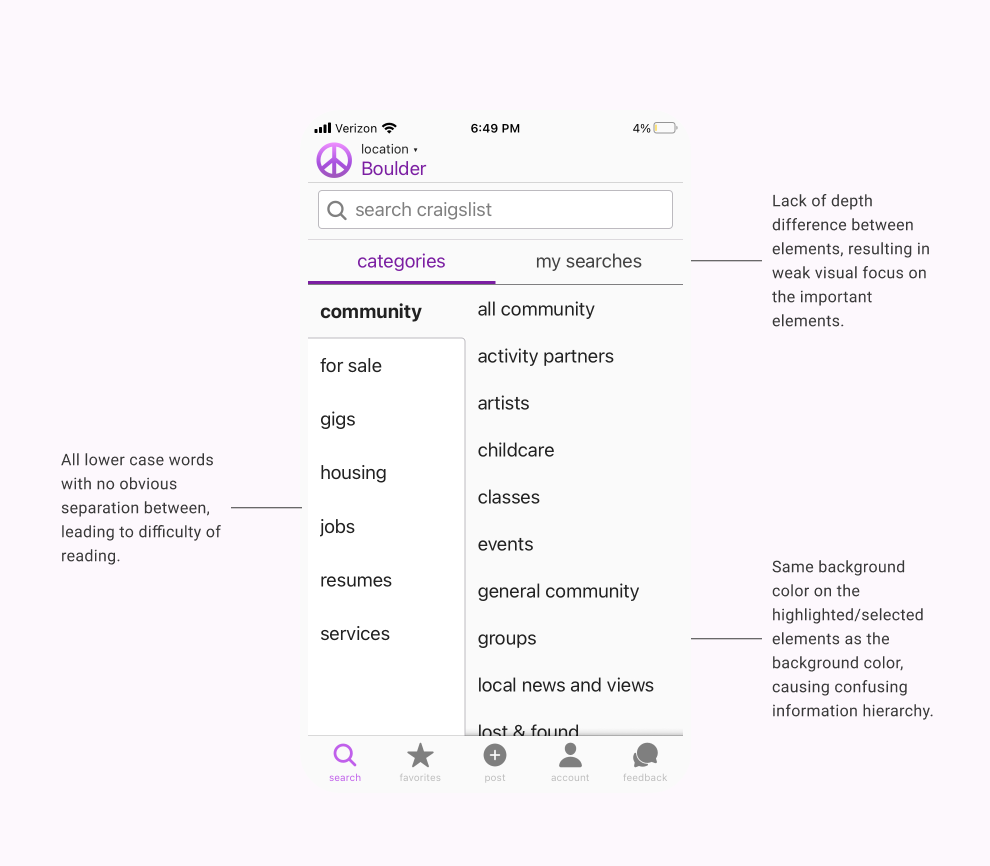 Verizon
6:49 PM
4%
location
Boulder
search craigslist
categories
my searches
community
for sale
gigs
housing
jobs
resumes
services
all community
activity partners
artists
childcare
classes
events
general community
groups
local news and views
lost & found
search
favorites
post
account
feedback
All lower case words
with no obvious
separation between,
leading to difficulty of
reading.
Lack of depth
difference between
elements, resulting in
weak visual focus on
the important
elements.
Same background
color on the
highlighted/selected
elements as the
background color,
causing confusing
information hierarchy.